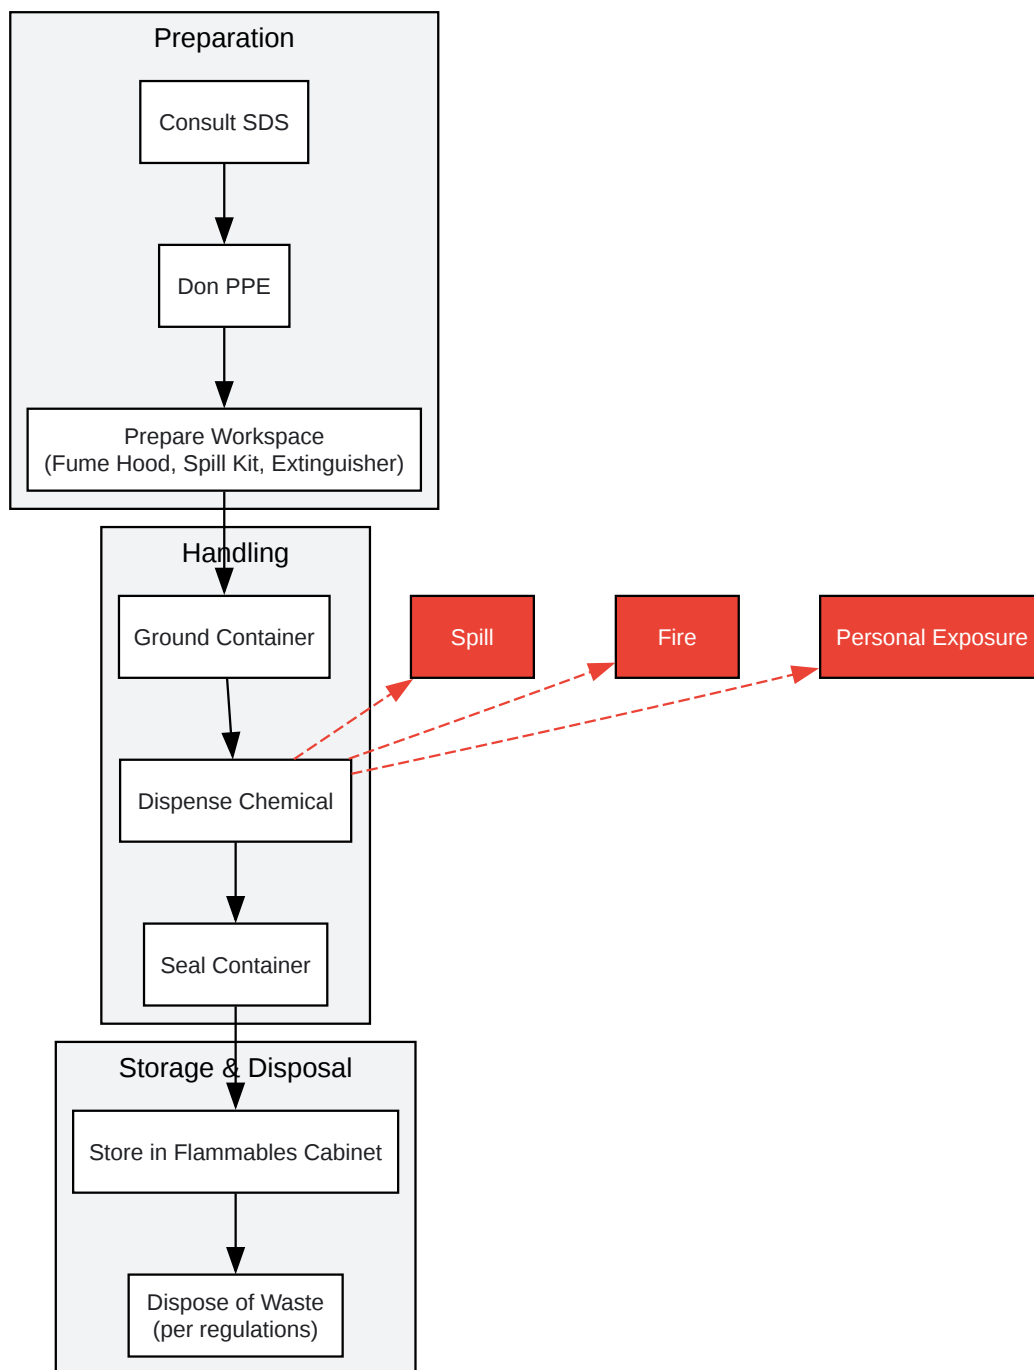 Preparation
Consult SDS
Don PPE
Prepare Workspace
(Fume Hood, Spill Kit, Extinguisher)
Handling
Ground Container
Spill
Fire
Personal Exposure
Dispense Chemical
Seal Container
Storage & Disposal
Store in Flammables Cabinet
Dispose of Waste
(per regulations)